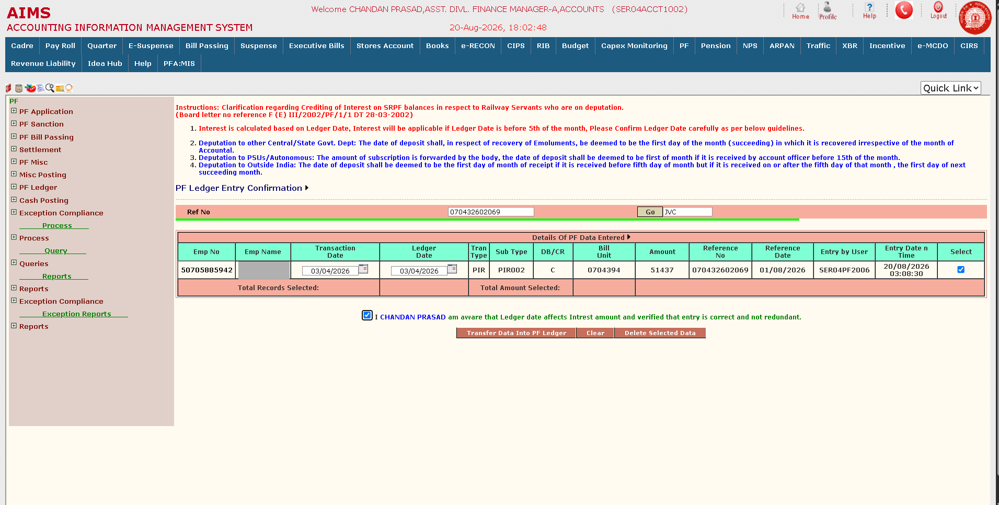 AIMS
ACCOUNTING INFORMATION MANAGEMENT SYSTEM
Welcome CHANDAN PRASAD,ASST. DIVL. FINANCE MANAGER-A,ACCOUNTS (SER04ACCT1002)
20-Aug-2026, 18:02:48
Home
Profile
Help
Logout
Cadre Pay Roll Quarter E-Suspense Bill Passing Suspense Executive Bills Stores Account Books e-RECON CIPS RIB Budget Capex Monitoring PF Pension NPS ARPAN Traffic XBR Incentive e-MCDO CIRS
Revenue Liability Idea Hub Help PFA:MIS
Quick Link
PF
PF Application
PF Sanction
PF Bill Passing
Settlement
PF Misc
Misc Posting
PF Ledger
Cash Posting
Exception Compliance
Process
Process
Query
Queries
Reports
Reports
Exception Compliance
Exception Reports
Reports
Instructions: Clarification regarding Crediting of Interest on SRPF balances in respect to Railway Servants who are on deputation.
(Board letter no reference F (E) III/2002/PF/1/1 DT 28-03-2002)
1. Interest is calculated based on Ledger Date, Interest will be applicable if Ledger Date is before 5th of the month, Please Confirm Ledger Date carefully as per below guidelines.
2. Deputation to other Central/State Govt. Dept: The date of deposit shall, in respect of recovery of Emoluments, be deemed to be the first day of the month (succeeding) in which it is recovered irrespective of the month of
Accountal.
3. Deputation to PSUs/Autonomous: The amount of subscription is forwarded by the body, the date of deposit shall be deemed to be first of month if it is received by account officer before 15th of the month.
4. Deputation to Outside India: The date of deposit shall be deemed to be the first day of month of receipt if it is received before fifth day of month but if it is received on or after the fifth day of that month , the first day of next
succeeding month.
PF Ledger Entry Confirmation
Ref No 070432602069 Go JVC
Details Of PF Data Entered
Emp No Emp Name Transaction Date Ledger Date Tran Type Sub Type DB/CR Bill Unit Amount Reference No Reference Date Entry by User Entry Date n Time Select
50705885942 03/04/2026 03/04/2026 PIR PIR002 C 0704394 51437 070432602069 01/08/2026 SER04PF2006 20/08/2026 03:08:30
Total Records Selected: Total Amount Selected:
I CHANDAN PRASAD am aware that Ledger date affects Intrest amount and verified that entry is correct and not redundant.
Transfer Data Into PF Ledger Clear Delete Selected Data